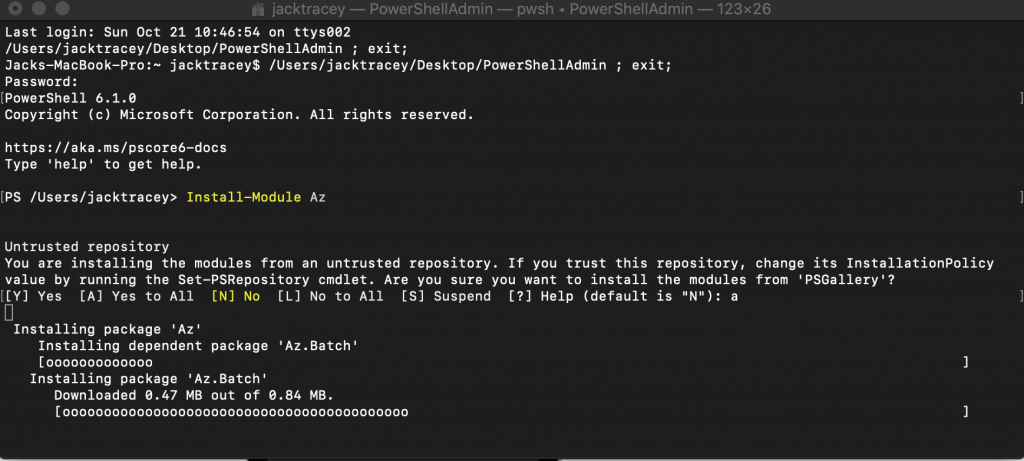 jacktracey — PowerShellAdmin — pwsh ◂ PowerShellAdmin — 123×26
Last login: Sun Oct 21 10:46:54 on ttys002
/Users/jacktracey/Desktop/PowerShellAdmin ; exit;
Jacks-MacBook-Pro:~ jacktracey$ /Users/jacktracey/Desktop/PowerShellAdmin ; exit;
Password:
[PowerShell 6.1.0 ]
Copyright (c) Microsoft Corporation. All rights reserved.
https://aka.ms/pscore6-docs
Type 'help' to get help.
[PS /Users/jacktracey> Install-Module Az ]
Untrusted repository
You are installing the modules from an untrusted repository. If you trust this repository, change its InstallationPolicy
value by running the Set-PSRepository cmdlet. Are you sure you want to install the modules from 'PSGallery'?
[[Y] Yes  [A] Yes to All  [N] No  [L] No to All  [S] Suspend  [?] Help (default is "N"): a ]
Installing package 'Az'
Installing dependent package 'Az.Batch'
[ooooooooooooo ]
Installing package 'Az.Batch'
Downloaded 0.47 MB out of 0.84 MB.
[oooooooooooooooooooooooooooooooooooooooooo ]